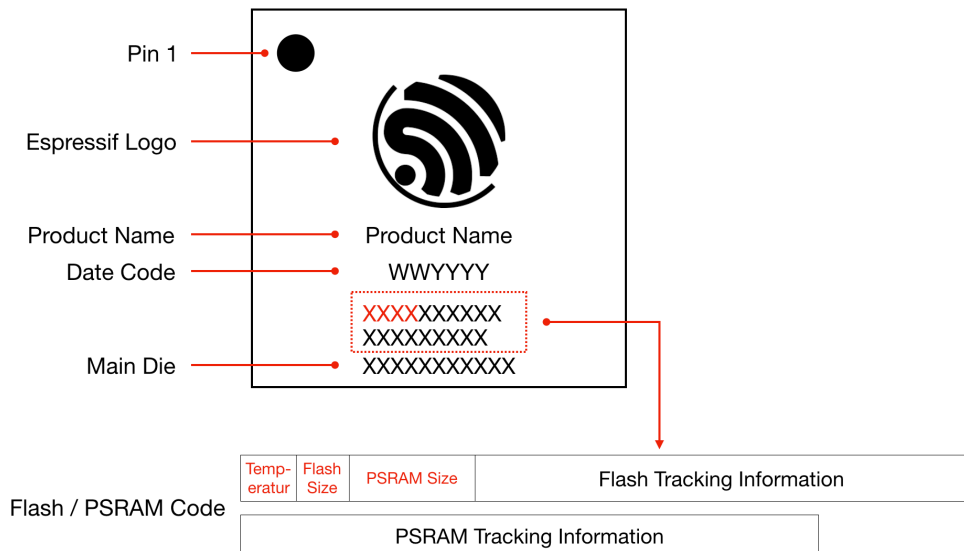 Pin 1
Espressif Logo
Product Name
Product Name
Date Code
WWYYYY
XXXXXXXXXX
XXXXXXXXX
Main Die
XXXXXXXXXXX
Temp-
eratur
Flash
Size
PSRAM Size
Flash Tracking Information
Flash / PSRAM Code
PSRAM Tracking Information